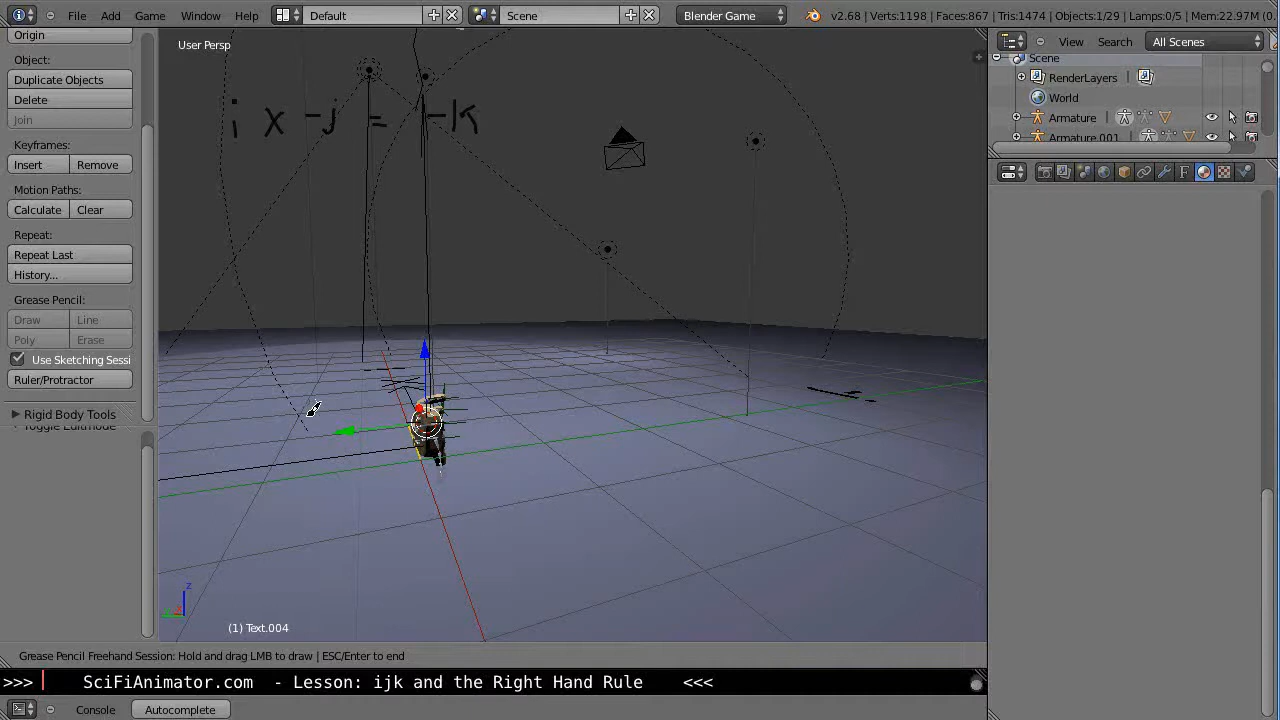 File Add Game Window Help Default Scene Blender Game v2.68 | Verts:1198 | Faces:867 | Tris:1474 | Objects:1/29 | Lamps:0/5 | Mem:22.97M (0.
Origin
User Persp
View Search All Scenes
Object:
Scene
Duplicate Objects
RenderLayers |
Delete
World
Join
Armature |
Armature.001
i x -j = -k
Keyframes:
Insert Remove
Motion Paths:
Calculate Clear
Repeat:
Repeat Last
History...
Grease Pencil:
Draw Line
Poly Erase
Use Sketching Sessi
Ruler/Protractor
Rigid Body Tools
Toggle Editmode
z
(1) Text.004
Grease Pencil Freehand Session: Hold and drag LMB to draw | ESC/Enter to end
>>> SciFiAnimator.com - Lesson: ijk and the Right Hand Rule <<<
Console Autocomplete